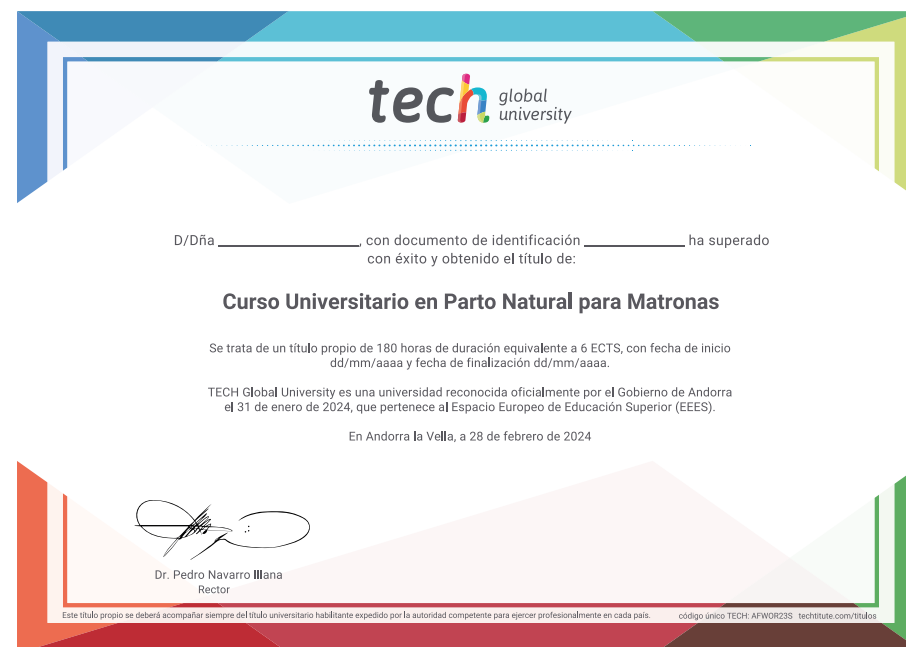 tech global university
D/Dña ____________________, con documento de identificación ______________ ha superado
con éxito y obtenido el título de:
Curso Universitario en Parto Natural para Matronas
Se trata de un título propio de 180 horas de duración equivalente a 6 ECTS, con fecha de inicio
dd/mm/aaaa y fecha de finalización dd/mm/aaaa.
TECH Global University es una universidad reconocida oficialmente por el Gobierno de Andorra
el 31 de enero de 2024, que pertenece al Espacio Europeo de Educación Superior (EEES).
En Andorra la Vella, a 28 de febrero de 2024
Dr. Pedro Navarro Illana
Rector
Este título propio se deberá acompañar siempre del título universitario habilitante expedido por la autoridad competente para ejercer profesionalmente en cada país. código único TECH: AFWOR23S techtitute.com/titulos